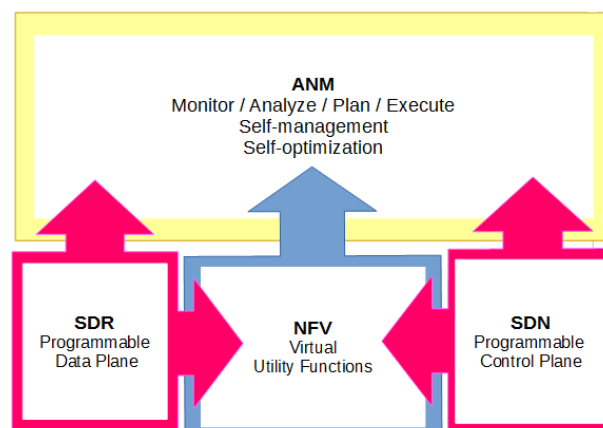 ANM
Monitor / Analyze / Plan / Execute
Self-management
Self-optimization
SDR
Programmable
Data Plane
NFV
Virtual
Utility Functions
SDN
Programmable
Control Plane